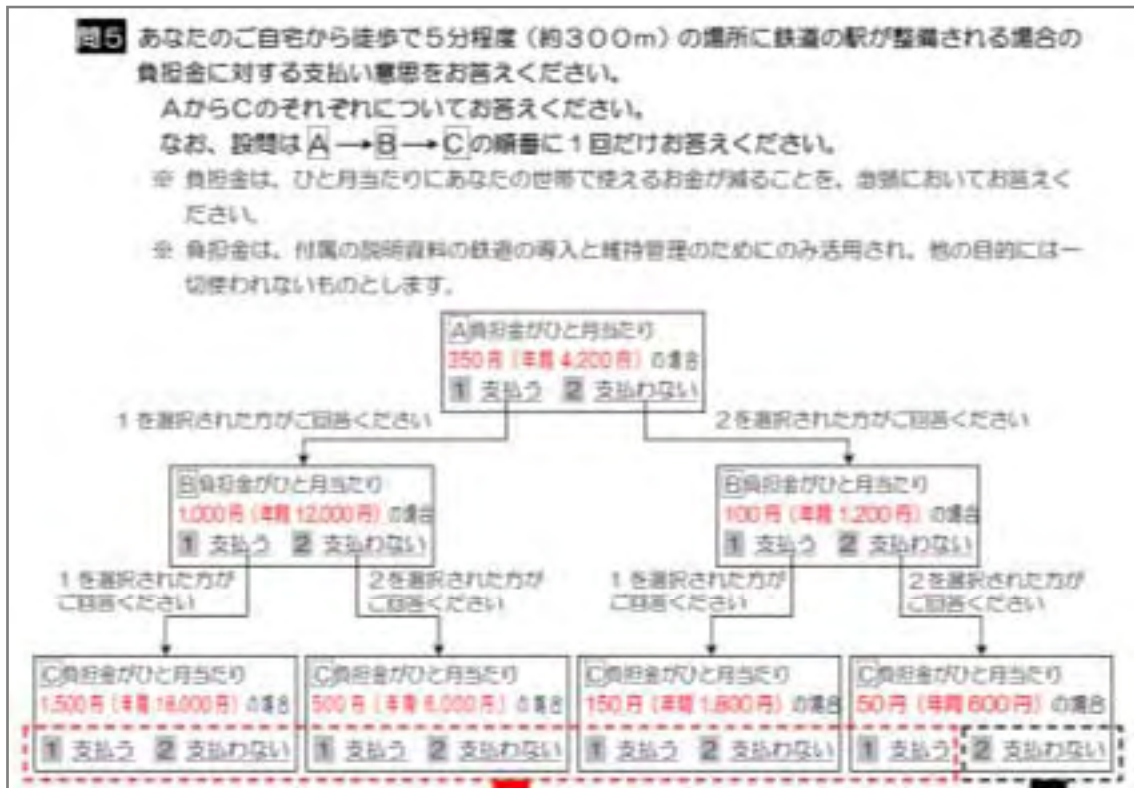 問5 あなたのご自宅から徒歩で5分程度（約300m）の場所に鉄道の駅が整備される場合の
負担金に対する支払い意思をお答えください。
AからCのそれぞれについてお答えください。
なお、設問はA→B→Cの順番に1回だけお答えください。
※ 負担金は、ひと月当たりにあなたの世帯で使えるお金が減ることを、念頭においてお答えく
ださい。
※ 負担金は、付属の説明資料の鉄道の導入と維持管理のためにのみ活用され、他の目的には一
切使われないものとします。
A負担金がひと月当たり
350円（年間4,200円）の場合
1 支払う 2 支払わない
1を選択された方がご回答ください
2を選択された方がご回答ください
B負担金がひと月当たり
1,000円（年間12,000円）の場合
1 支払う 2 支払わない
B負担金がひと月当たり
100円（年間1,200円）の場合
1 支払う 2 支払わない
1を選択された方が
ご回答ください
2を選択された方が
ご回答ください
1を選択された方が
ご回答ください
2を選択された方が
ご回答ください
C負担金がひと月当たり
1,500円（年間18,000円）の場合
1 支払う 2 支払わない
C負担金がひと月当たり
500円（年間6,000円）の場合
1 支払う 2 支払わない
C負担金がひと月当たり
150円（年間1,800円）の場合
1 支払う 2 支払わない
C負担金がひと月当たり
50円（年間600円）の場合
1 支払う 2 支払わない